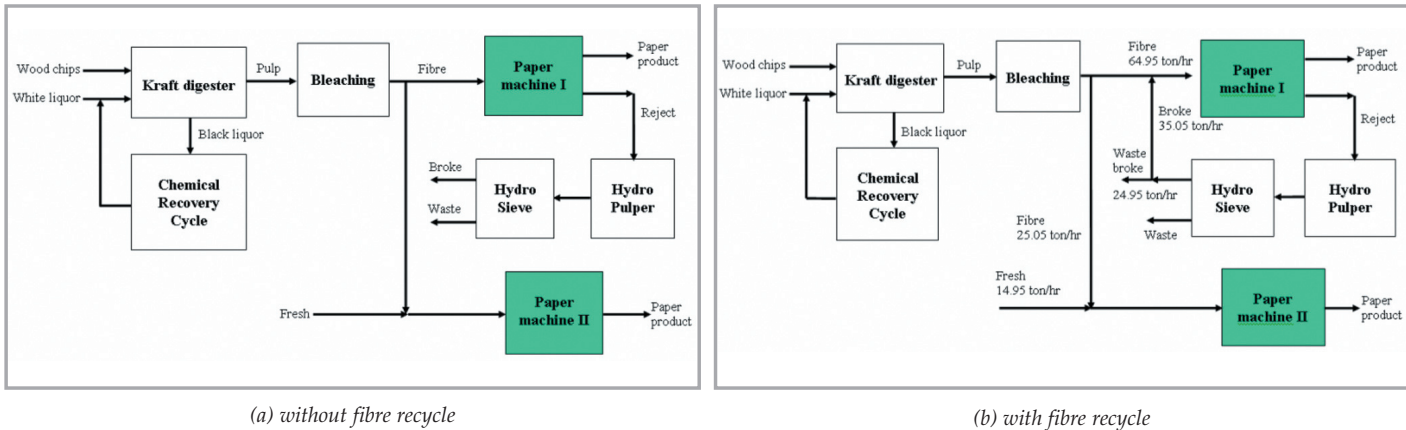 Wood chips
White liquor
Kraft digester
Pulp
Bleaching
Fibre
Paper
machine I
Paper
product
Reject
Black liquor
Chemical
Recovery
Cycle
Broke
Waste
Hydro
Sieve
Hydro
Pulper
Fresh
Paper
machine II
Paper
product
(a) without fibre recycle
Wood chips
White liquor
Kraft digester
Pulp
Bleaching
Fibre
64.95 ton/hr
Paper
machine I
Paper
product
Reject
Broke
35.05 ton/hr
Black liquor
Chemical
Recovery
Cycle
Waste
broke
24.95 ton/hr
Waste
Hydro
Sieve
Hydro
Pulper
Fibre
25.05 ton/hr
Fresh
14.95 ton/hr
Paper
machine II
Paper
product
(b) with fibre recycle